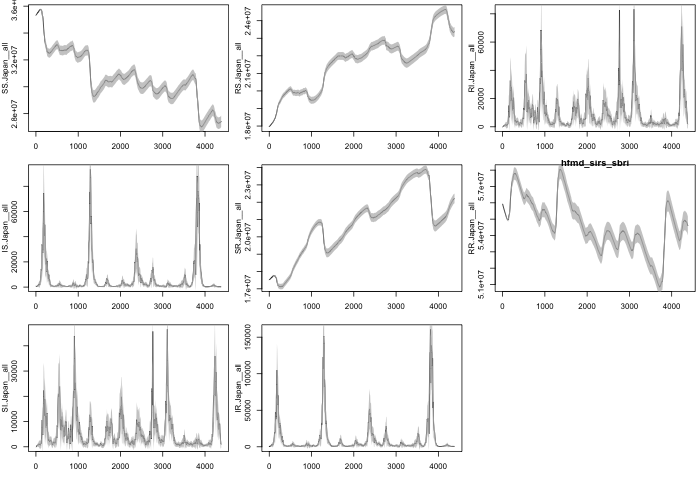 SS.Japan__all
2.8e+07 3.2e+07 3.6e+07
0 1000 2000 3000 4000
RS.Japan__all
1.8e+07 2.1e+07 2.4e+07
0 1000 2000 3000 4000
RI.Japan__all
0 20000 60000
0 1000 2000 3000 4000
IS.Japan__all
0 20000 60000
0 1000 2000 3000 4000
SR.Japan__all
1.7e+07 2.0e+07 2.3e+07
0 1000 2000 3000 4000
hfmd_sirs_sbri
RR.Japan__all
5.1e+07 5.4e+07 5.7e+07
0 1000 2000 3000 4000
SI.Japan__all
0 10000 30000
0 1000 2000 3000 4000
IR.Japan__all
0 50000 100000 150000
0 1000 2000 3000 4000